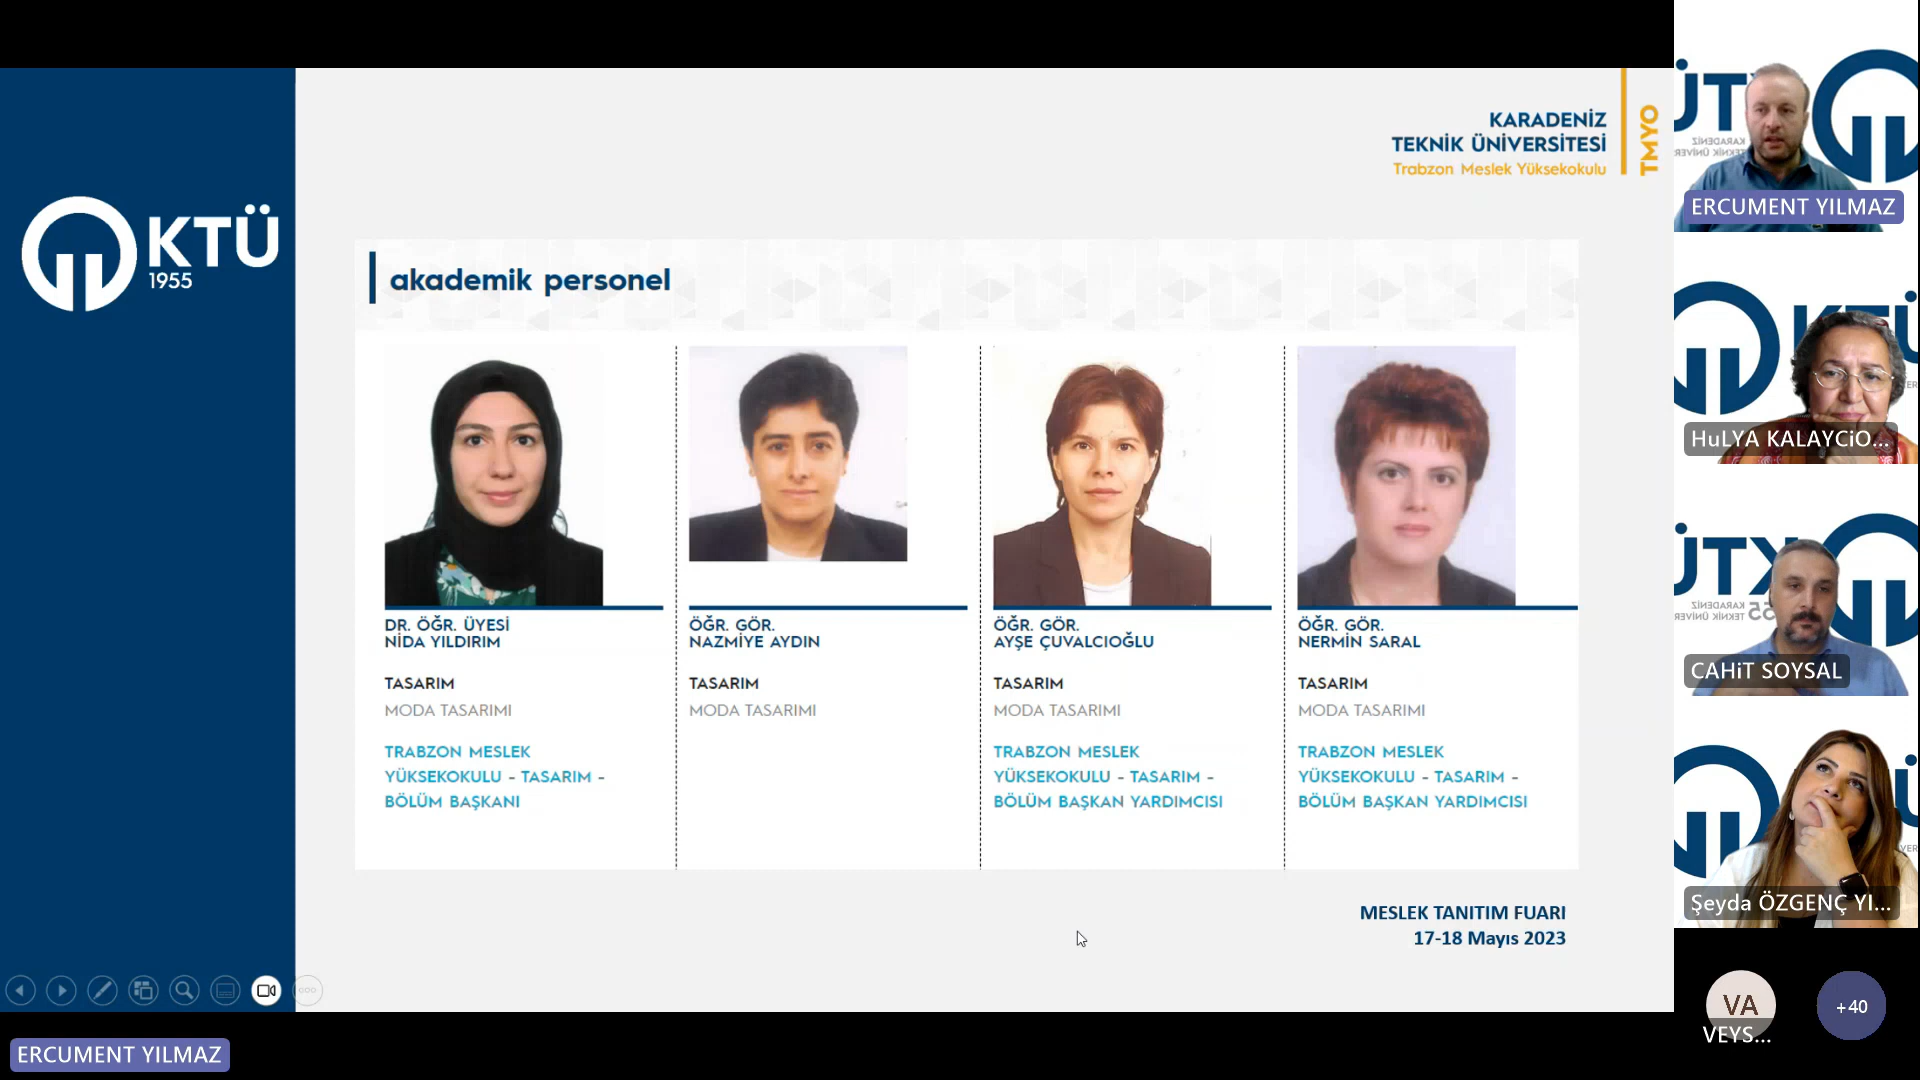 KTÜ
1955
KARADENİZ
TEKNİK ÜNİVERSİTESİ
Trabzon Meslek Yüksekokulu
TMYO
akademik personel
DR. ÖĞR. ÜYESİ
NİDA YILDIRIM
TASARIM
MODA TASARIMI
TRABZON MESLEK
YÜKSEKOKULU - TASARIM -
BÖLÜM BAŞKANI
ÖĞR. GÖR.
NAZMİYE AYDIN
TASARIM
MODA TASARIMI
ÖĞR. GÖR.
AYŞE ÇUVALCIOĞLU
TASARIM
MODA TASARIMI
TRABZON MESLEK
YÜKSEKOKULU - TASARIM -
BÖLÜM BAŞKAN YARDIMCISI
ÖĞR. GÖR.
NERMİN SARAL
TASARIM
MODA TASARIMI
TRABZON MESLEK
YÜKSEKOKULU - TASARIM -
BÖLÜM BAŞKAN YARDIMCISI
MESLEK TANITIM FUARI
17-18 Mayıs 2023
ERCUMENT YILMAZ
ERCUMENT YILMAZ
HuLYA KALAYCiO...
CAHiT SOYSAL
Şeyda ÖZGENÇ YI...
VA
VEYS...
+40